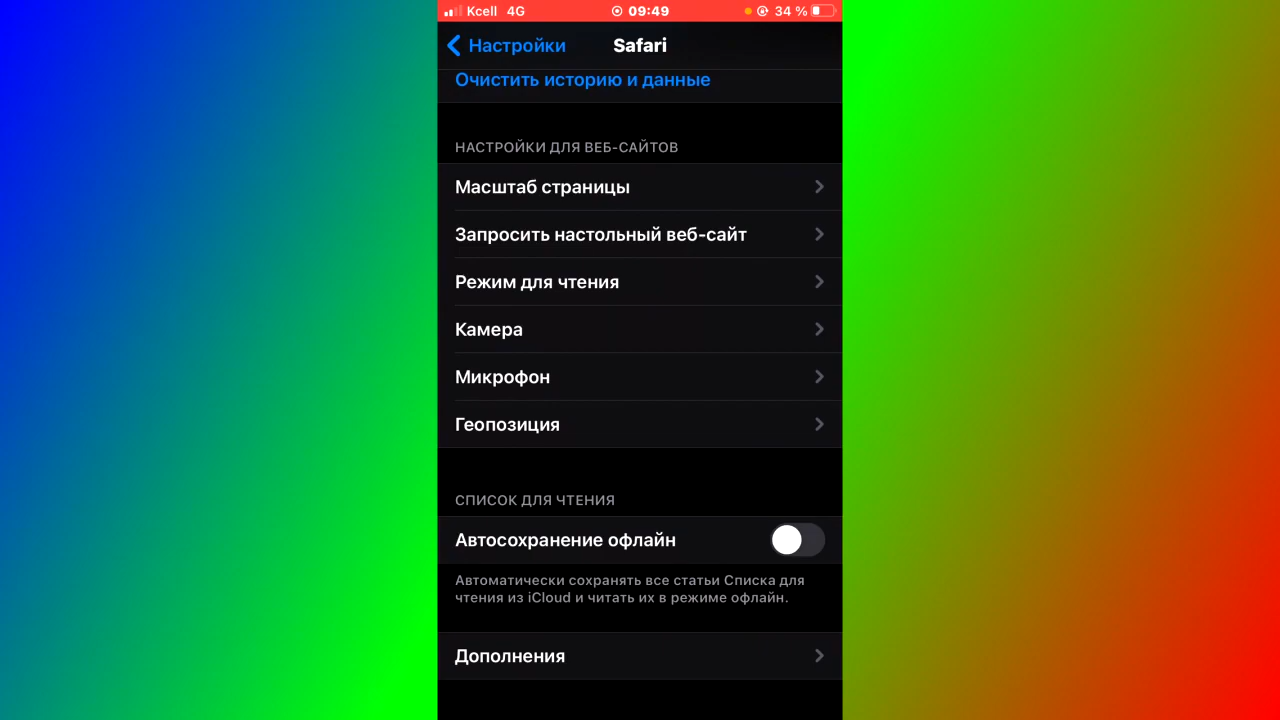 Kcell 4G 09:49 34 %
Настройки Safari
Очистить историю и данные
НАСТРОЙКИ ДЛЯ ВЕБ-САЙТОВ
Масштаб страницы
Запросить настольный веб-сайт
Режим для чтения
Камера
Микрофон
Геопозиция
СПИСОК ДЛЯ ЧТЕНИЯ
Автосохранение офлайн
Автоматически сохранять все статьи Списка для
чтения из iCloud и читать их в режиме офлайн.
Дополнения